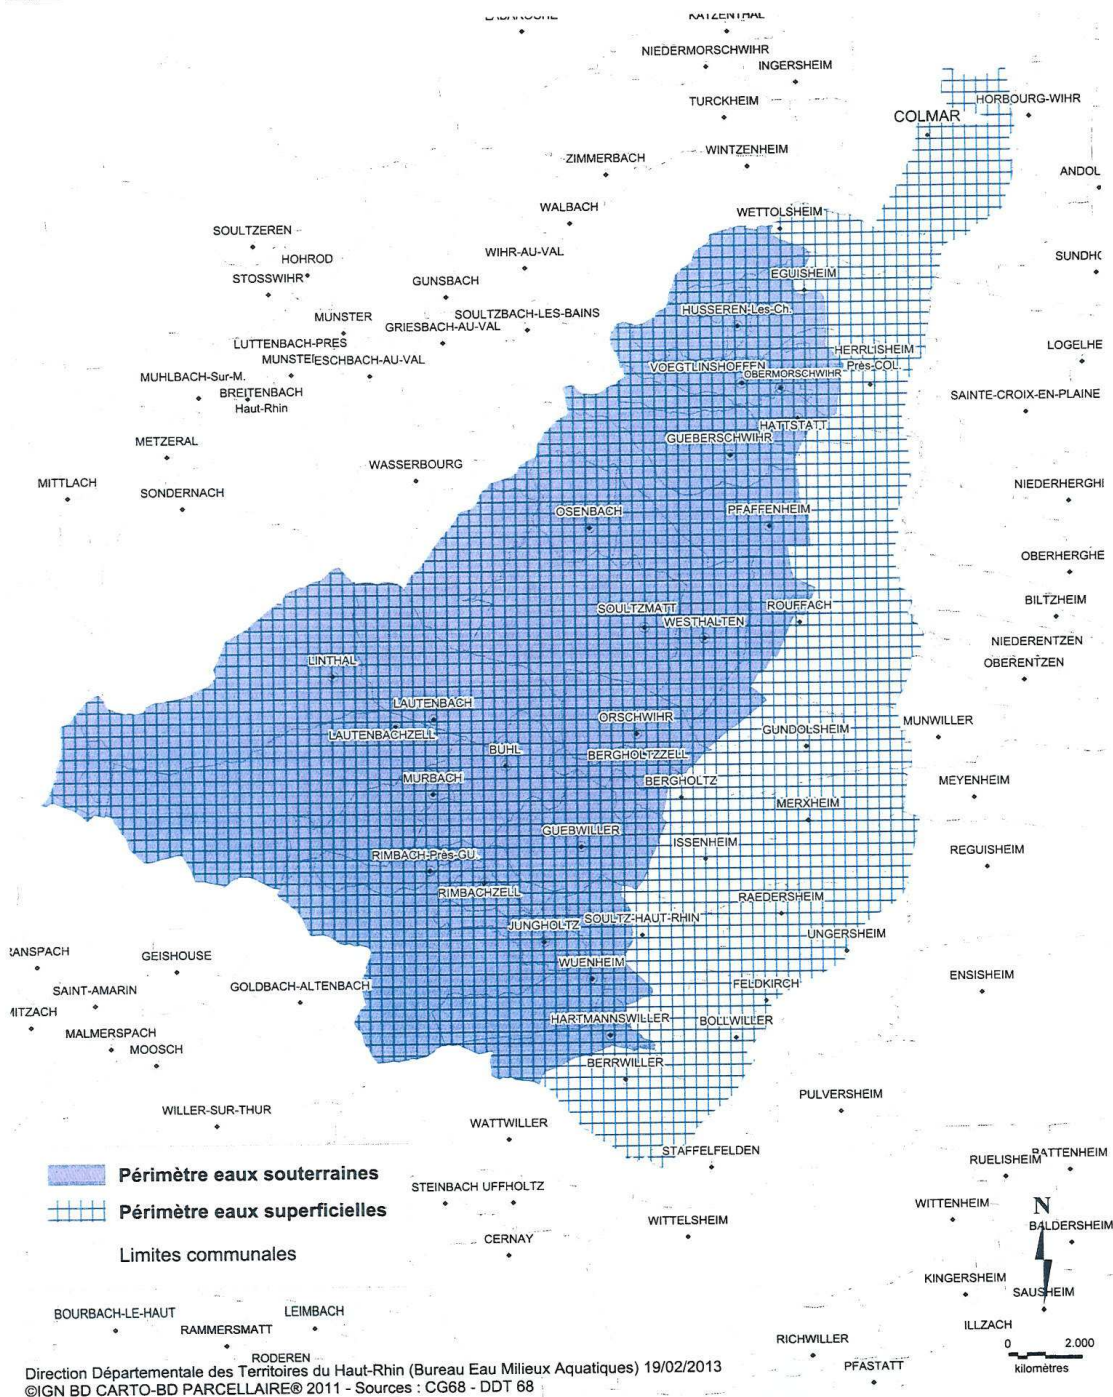 KATZENTHAL
NIEDERMORSCHWIHR
INGERSHEIM
TURCKHEIM
HORBOURG-WIHR
COLMAR
ZIMMERBACH
WINTZENHEIM
WALBACH
WETTOLSHEIM
SOULTZEREN
WIHR-AU-VAL
HOHROD
STOSSWIHR
GUNSBACH
EGUISHEIM
MUNSTER
SOULTZBACH-LES-BAINS
GRIESBACH-AU-VAL
HUSSEREN-Les-Ch.
LUTTENBACH-PRES
MUNSTER
ESCHBACH-AU-VAL
HERRLISHEIM
Près-COL.
LOGELHE
VOEGTLINSHOFFEN
OBERMORSCHWIHR
MUHLBACH-Sur-M.
BREITENBACH
Haut-Rhin
SAINTE-CROIX-EN-PLAINE
HATTSTATT
GUEBERSCHWIHR
METZERAL
WASSERBOURG
MITTLACH
SONDERNACH
NIEDERHERGHE
OSENBACH
PFAFFENHEIM
OBERHERGHE
SOULTZMATT
ROUFFACH
BILTZHEIM
WESTHALTEN
NIEDERENTZEN
OBERENTZEN
LINTHAL
LAUTENBACH
LAUTENBACHZELL
ORSCHWIHR
MUNWILLER
GUNDOLSHEIM
BUHL
BERGHOLTZZELL
MURBACH
BERGHOLTZ
MEYENHEIM
MERXHEIM
GUEBWILLER
ISSENHEIM
REGUISHEIM
RIMBACH-Près-GU.
RIMBACHZELL
RAEDERSHEIM
JUNGHOLTZ
SOULTZ-HAUT-RHIN
UNGERSHEIM
RANSPACH
GEISHOUSE
WUENHEIM
ENSISHEIM
SAINT-AMARIN
GOLDBACH-ALTENBACH
FELDKIRCH
MITZACH
HARTMANNSWILLER
BOLLWILLER
MALMERSPACH
MOOSCH
BERRWILLER
PULVERSHEIM
WILLER-SUR-THUR
WATTWILLER
STAFFELFELDEN
RUELISHEIM
BATTENHEIM
Périmètre eaux souterraines
STEINBACH UFFHOLTZ
WITTENHEIM
N
Périmètre eaux superficielles
WITTELSHEIM
BALDERSHEIM
CERNAY
Limites communales
KINGERSHEIM
SAUSHEIM
BOURBACH-LE-HAUT
LEIMBACH
RAMMERSMATT
ILLZACH
RICHWILLER
RODEREN
PFASTATT
0 2.000
kilomètres
Direction Départementale des Territoires du Haut-Rhin (Bureau Eau Milieux Aquatiques) 19/02/2013
©IGN BD CARTO-BD PARCELLAIRE® 2011 - Sources : CG68 - DDT 68